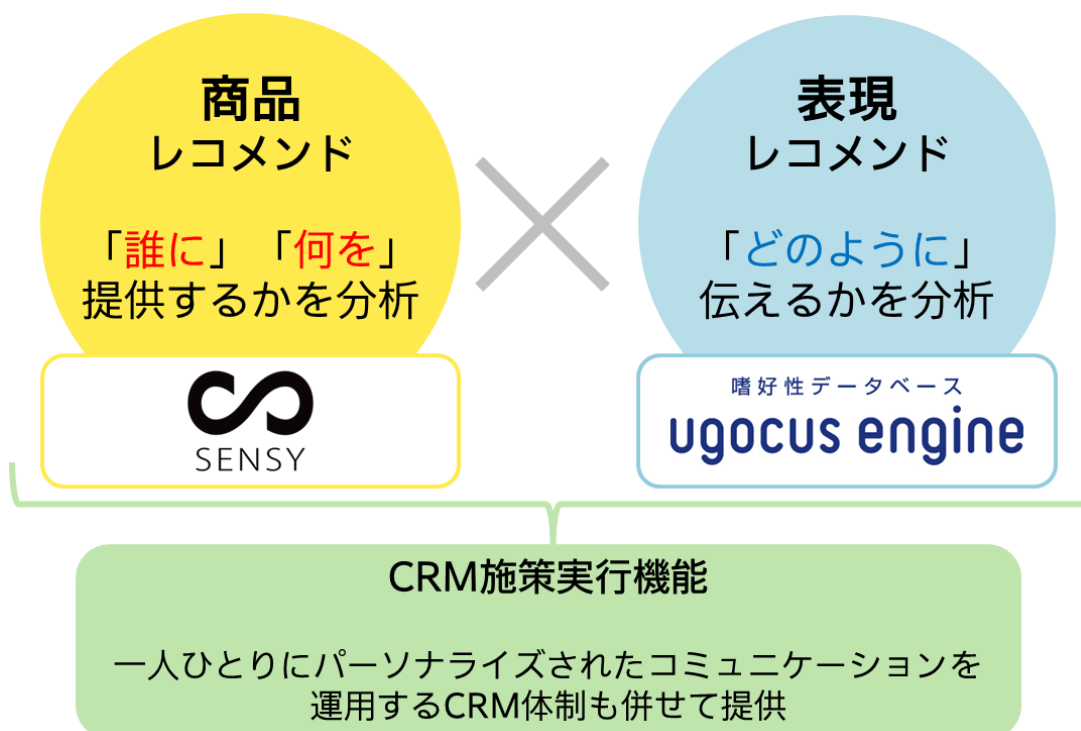 商品
レコメンド
「誰に」「何を」
提供するかを分析
SENSY
表現
レコメンド
「どのように」
伝えるかを分析
嗜好性データベース
ugocus engine
CRM施策実行機能
一人ひとりにパーソナライズされたコミュニケーションを
運用するCRM体制も併せて提供